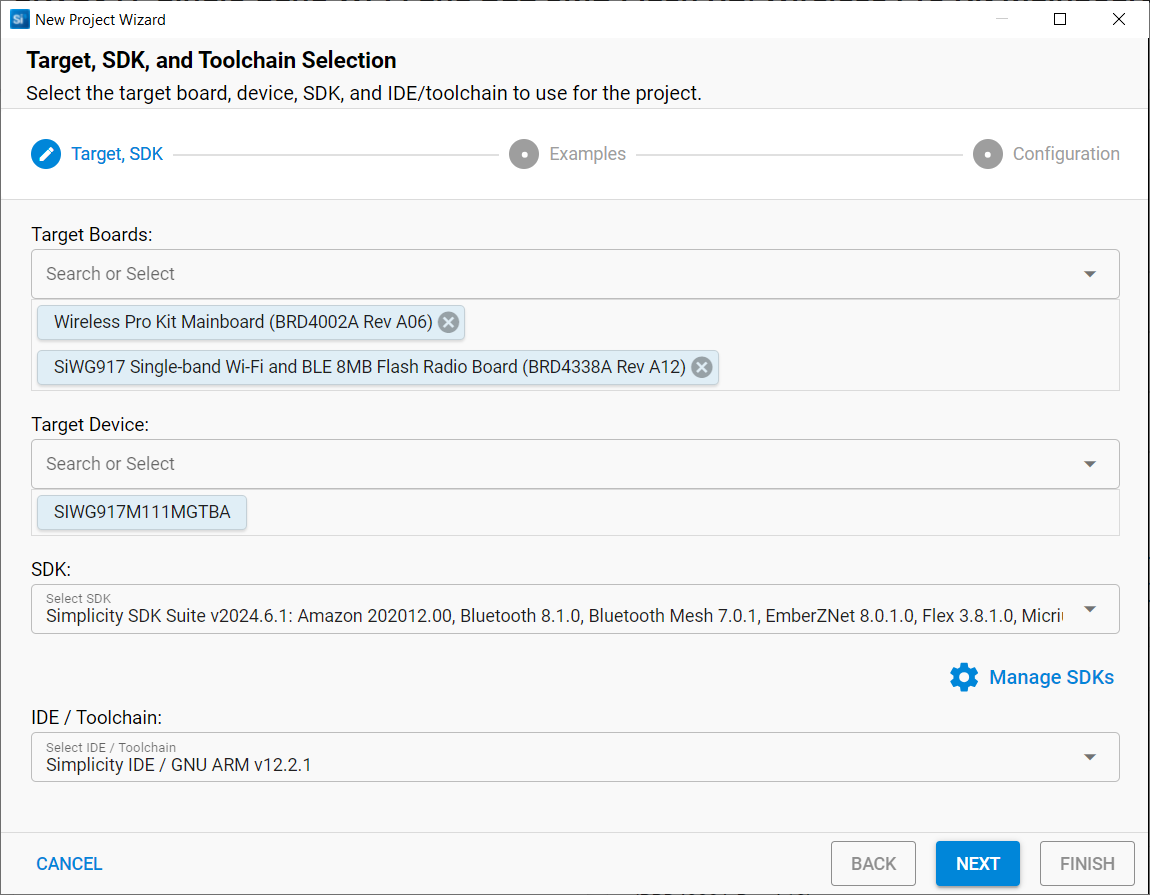 Si New Project Wizard
Target, SDK, and Toolchain Selection
Select the target board, device, SDK, and IDE/toolchain to use for the project.
Target, SDK
Examples
Configuration
Target Boards:
Search or Select
Wireless Pro Kit Mainboard (BRD4002A Rev A06)
SiWG917 Single-band Wi-Fi and BLE 8MB Flash Radio Board (BRD4338A Rev A12)
Target Device:
Search or Select
SIWG917M111MGTBA
SDK:
Select SDK
Simplicity SDK Suite v2024.6.1: Amazon 202012.00, Bluetooth 8.1.0, Bluetooth Mesh 7.0.1, EmberZNet 8.0.1.0, Flex 3.8.1.0, Micri
Manage SDKs
IDE / Toolchain:
Select IDE / Toolchain
Simplicity IDE / GNU ARM v12.2.1
CANCEL
BACK
NEXT
FINISH